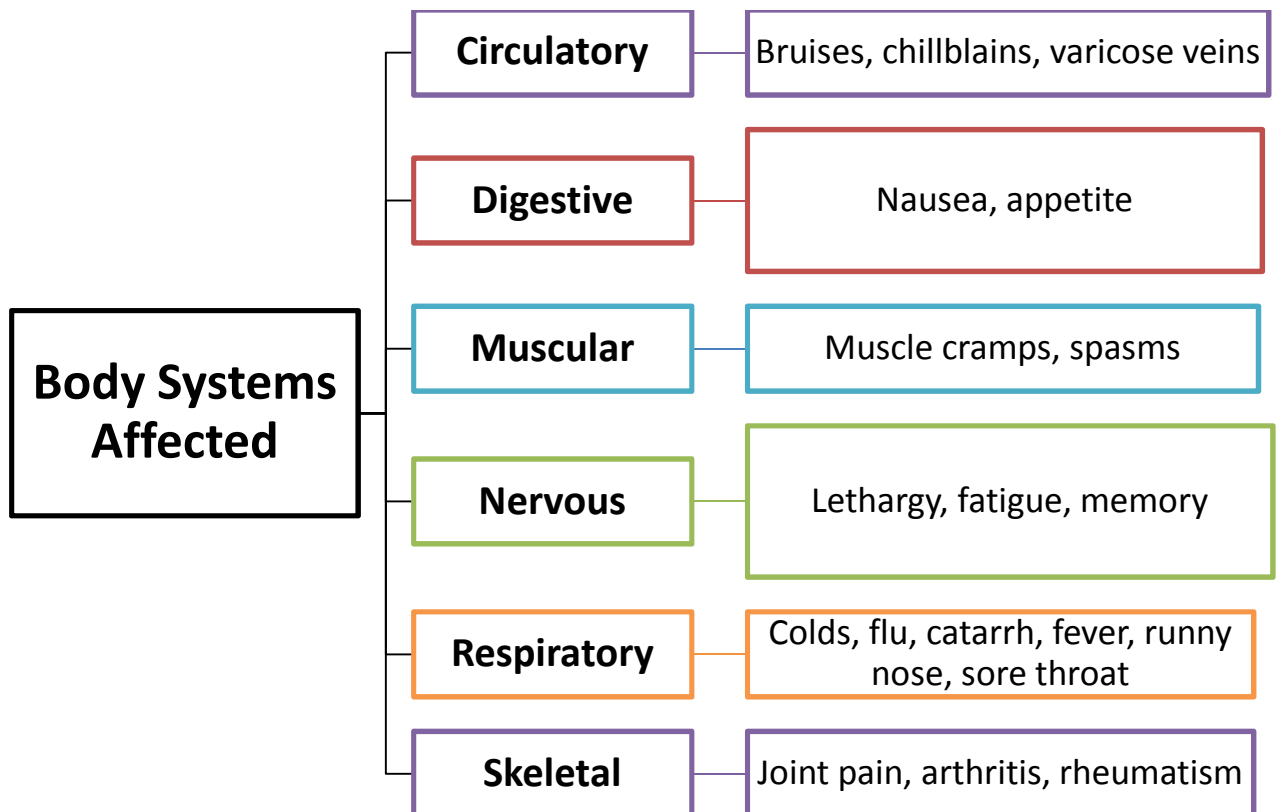 Body Systems
Affected
Circulatory
Bruises, chillblains, varicose veins
Digestive
Nausea, appetite
Muscular
Muscle cramps, spasms
Nervous
Lethargy, fatigue, memory
Respiratory
Colds, flu, catarrh, fever, runny
nose, sore throat
Skeletal
Joint pain, arthritis, rheumatism